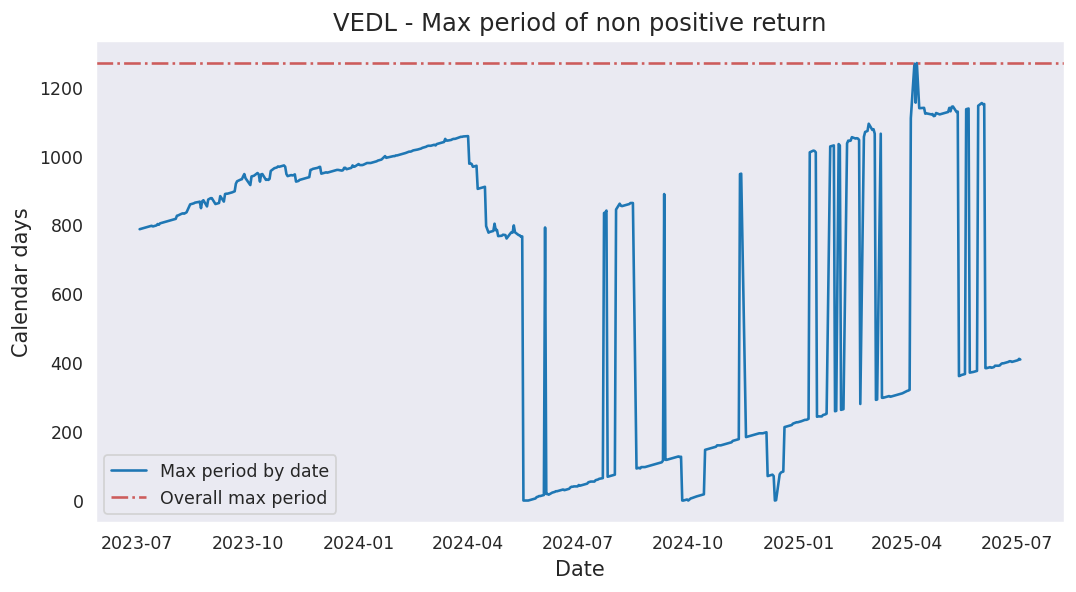 VEDL - Max period of non positive return
Calendar days
1200
1000
800
600
400
200
0
Max period by date
Overall max period
2023-07 2023-10 2024-01 2024-04 2024-07 2024-10 2025-01 2025-04 2025-07
Date